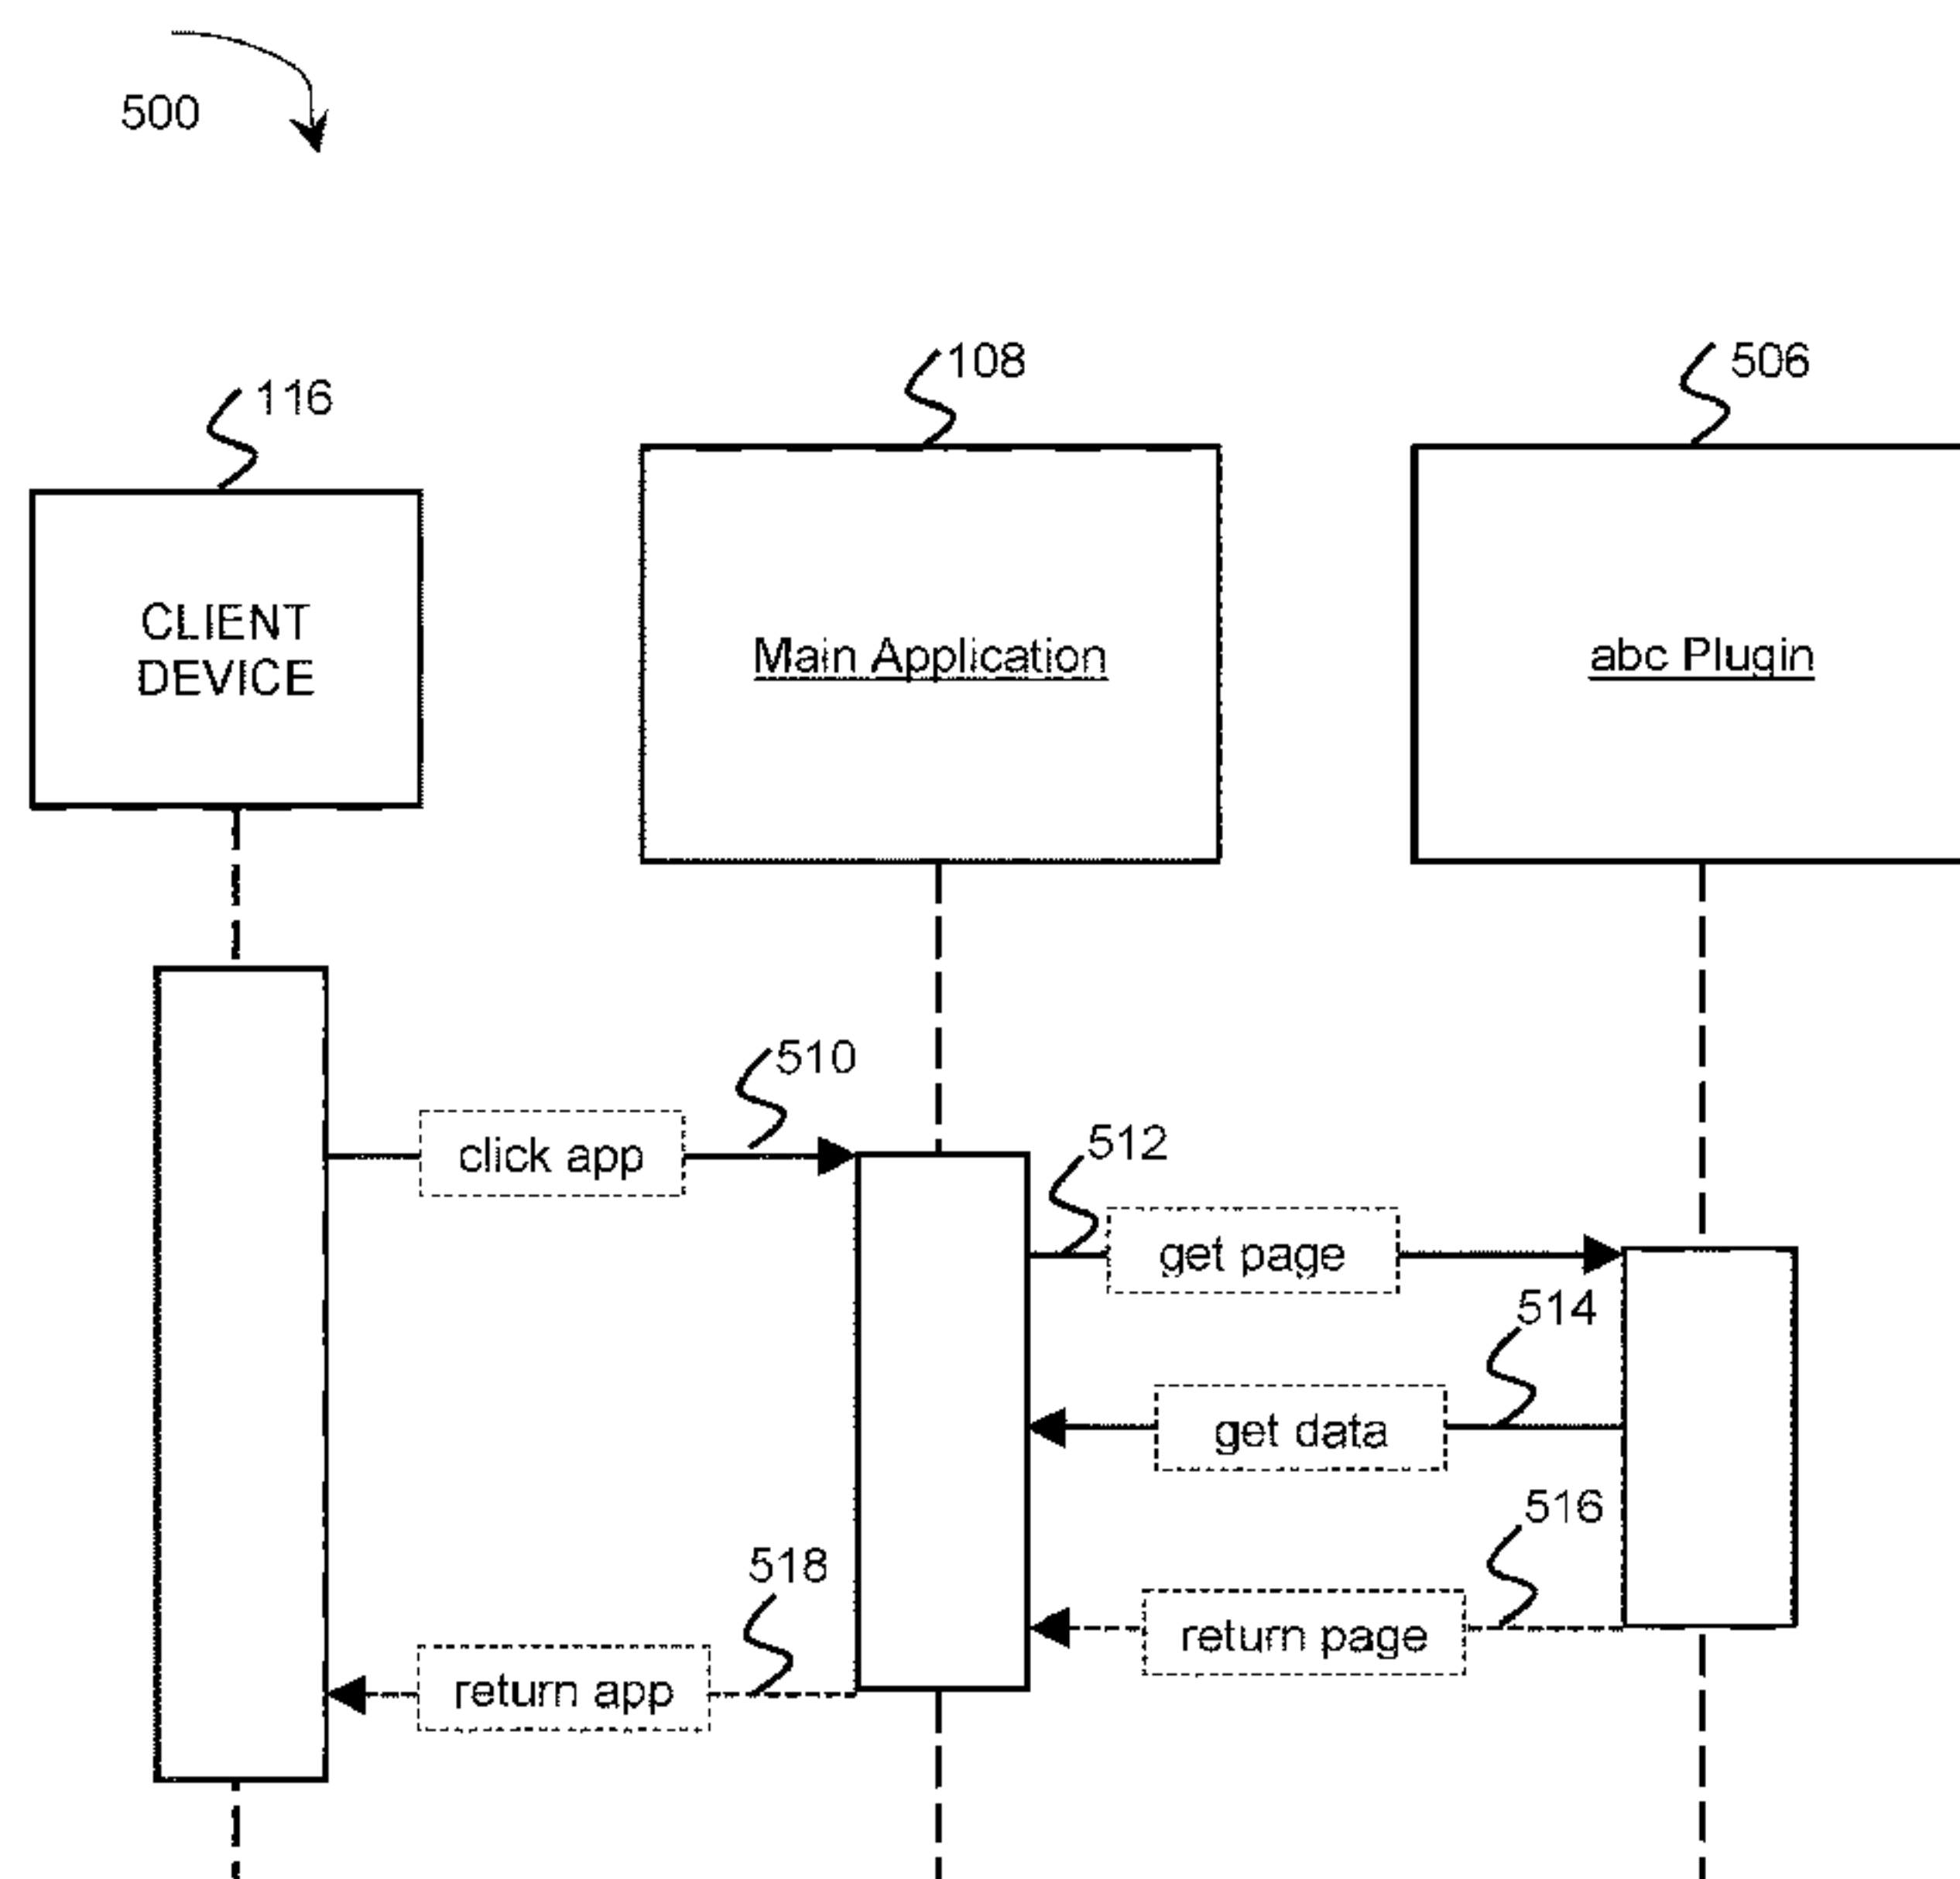 500
116
108
506
CLIENT
DEVICE
Main Application
abc Plugin
510
click app
512
get page
514
get data
516
return page
518
return app